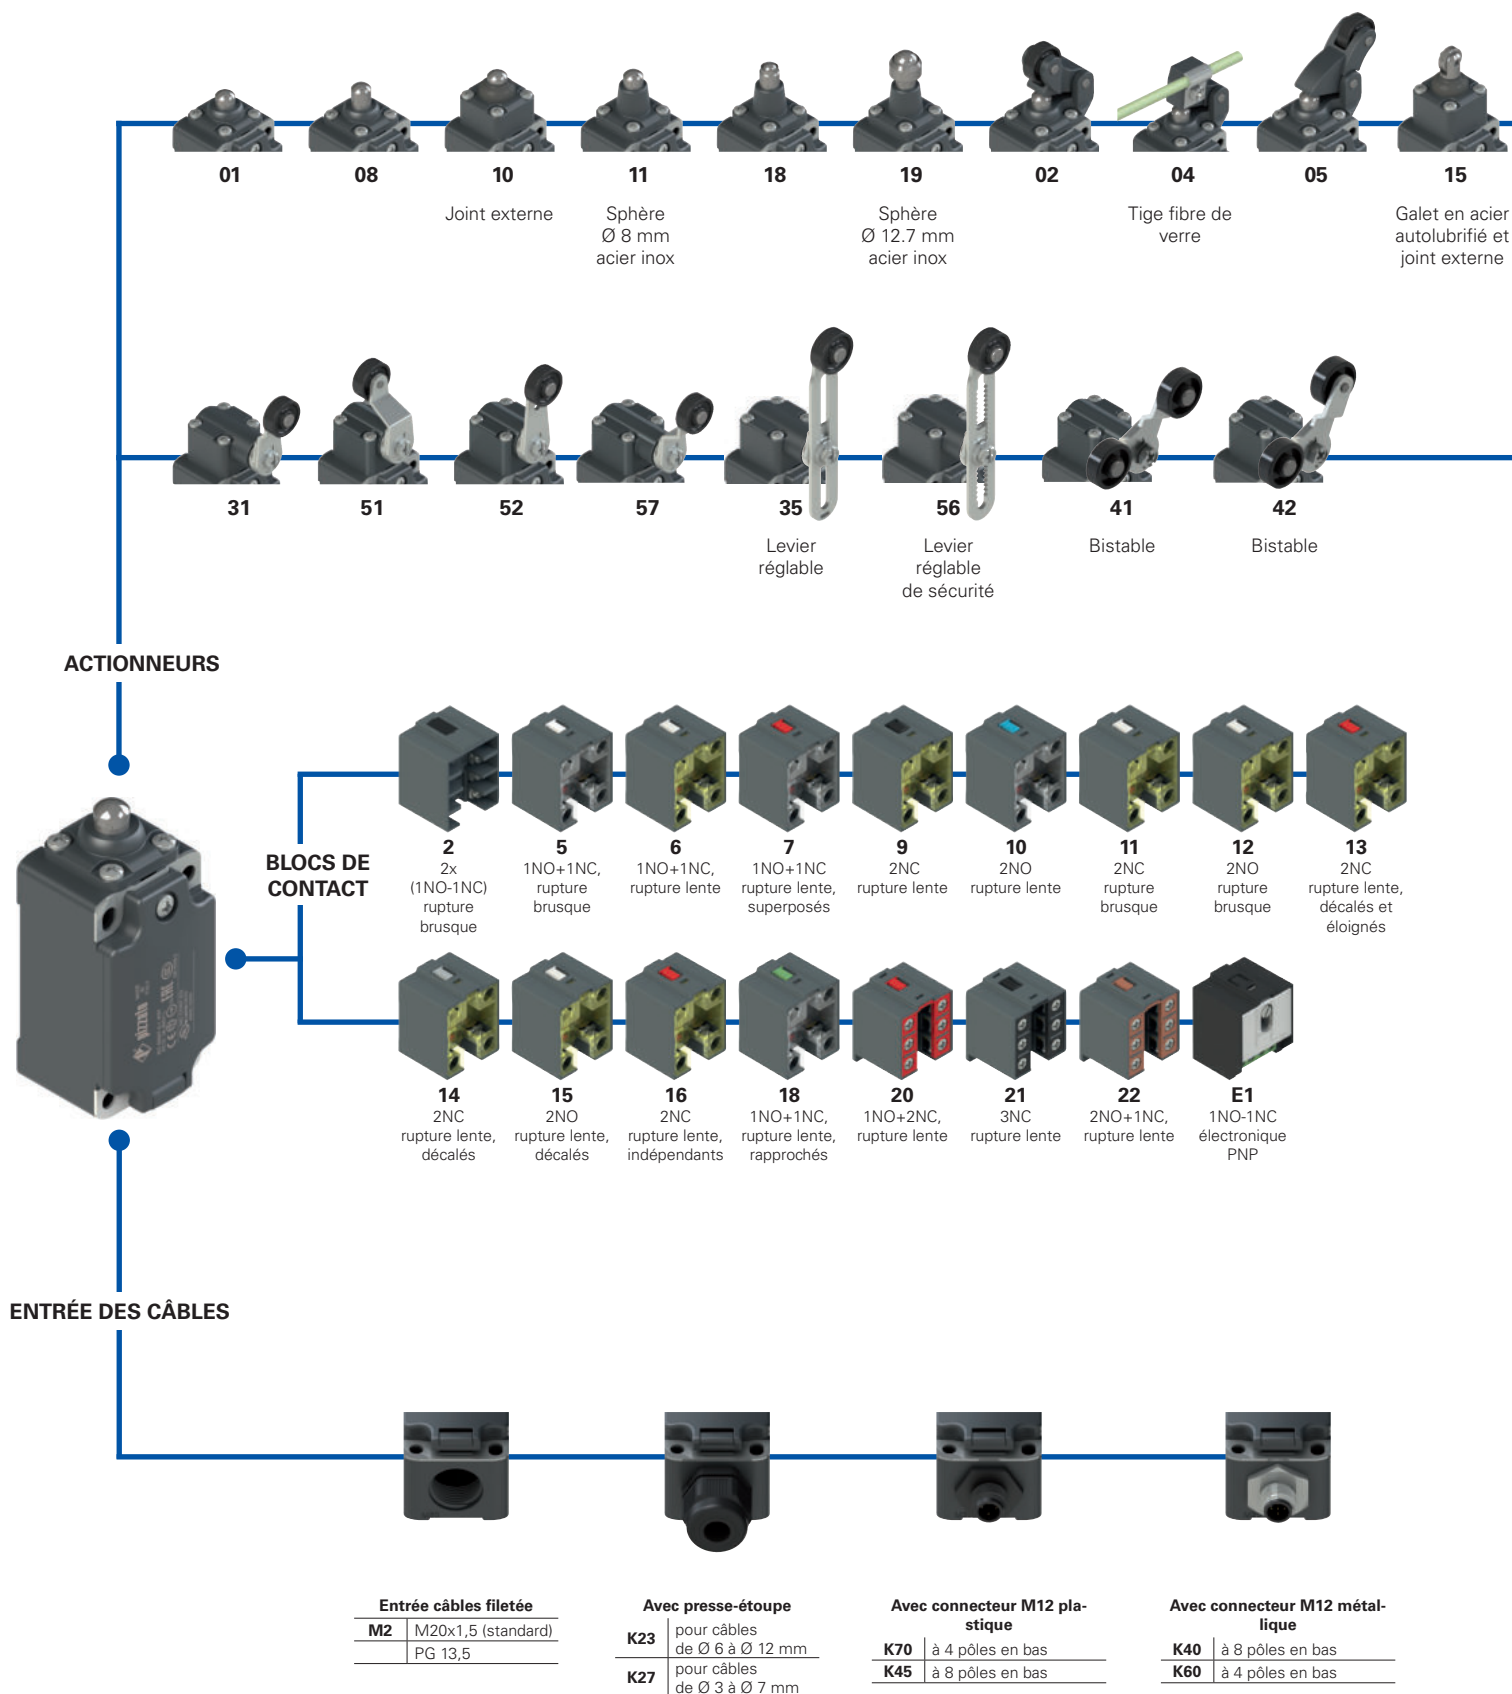 01 08 10 11 18 19 02 04 05 15
Joint externe
Sphère
Ø 8 mm
acier inox
Sphère
Ø 12.7 mm
acier inox
Tige fibre de
verre
Galet en acier
autolubrifié et
joint externe
31 51 52 57 35 56 41 42
Levier
réglable
Levier
réglable
de sécurité
Bistable
Bistable
ACTIONNEURS
BLOCS DE
CONTACT
2
2x
(1NO-1NC)
rupture
brusque
5
1NO+1NC,
rupture
brusque
6
1NO+1NC,
rupture lente
7
1NO+1NC
rupture lente,
superposés
9
2NC
rupture lente
10
2NO
rupture lente
11
2NC
rupture
brusque
12
2NO
rupture
brusque
13
2NC
rupture lente,
décalés et
éloignés
pizzato
14
2NC
rupture lente,
décalés
15
2NO
rupture lente,
décalés
16
2NC
rupture lente,
indépendants
18
1NO+1NC,
rupture lente,
rapprochés
20
1NO+2NC,
rupture lente
21
3NC
rupture lente
22
2NO+1NC,
rupture lente
E1
1NO-1NC
électronique
PNP
ENTRÉE DES CÂBLES
Entrée câbles filetée
M2 M20x1,5 (standard)
PG 13,5
Avec presse-étoupe
K23 pour câbles
de Ø 6 à Ø 12 mm
K27 pour câbles
de Ø 3 à Ø 7 mm
Avec connecteur M12 pla-
stique
K70 à 4 pôles en bas
K45 à 8 pôles en bas
Avec connecteur M12 métal-
lique
K40 à 8 pôles en bas
K60 à 4 pôles en bas